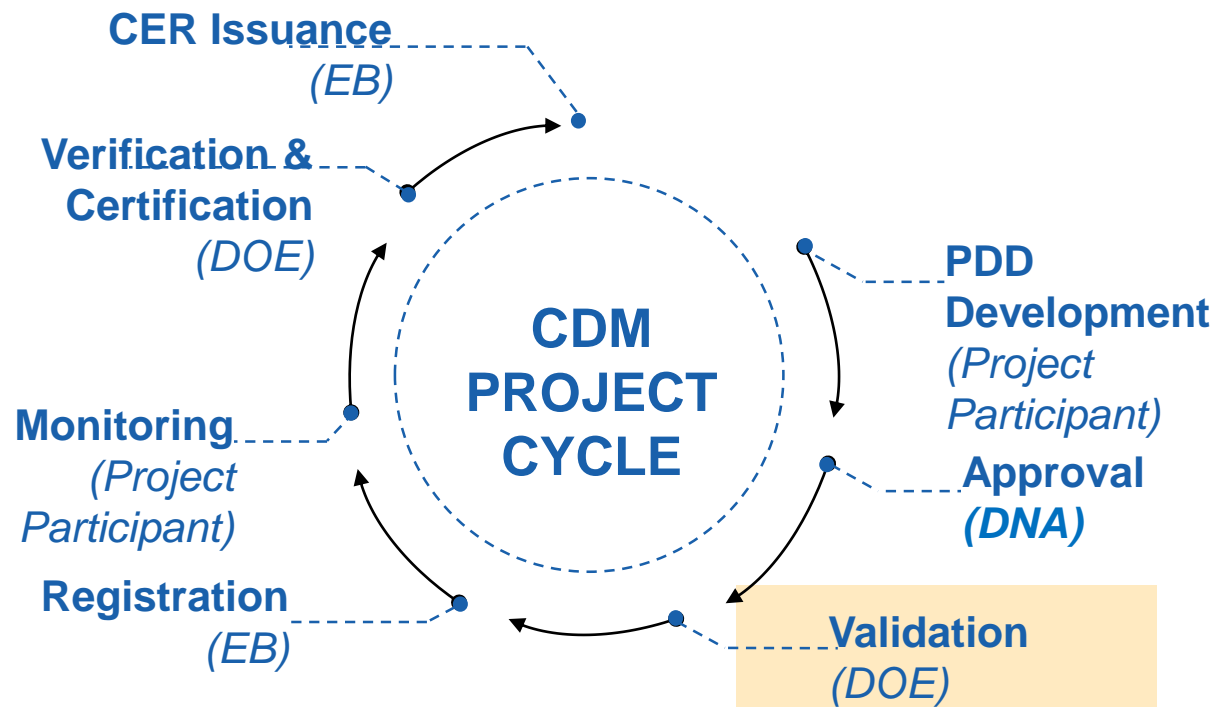 CER Issuance
(EB)
Verification &
Certification
(DOE)
Monitoring
(Project
Participant)
Registration
(EB)
CDM
PROJECT
CYCLE
PDD
Development
(Project
Participant)
Approval
(DNA)
Validation
(DOE)